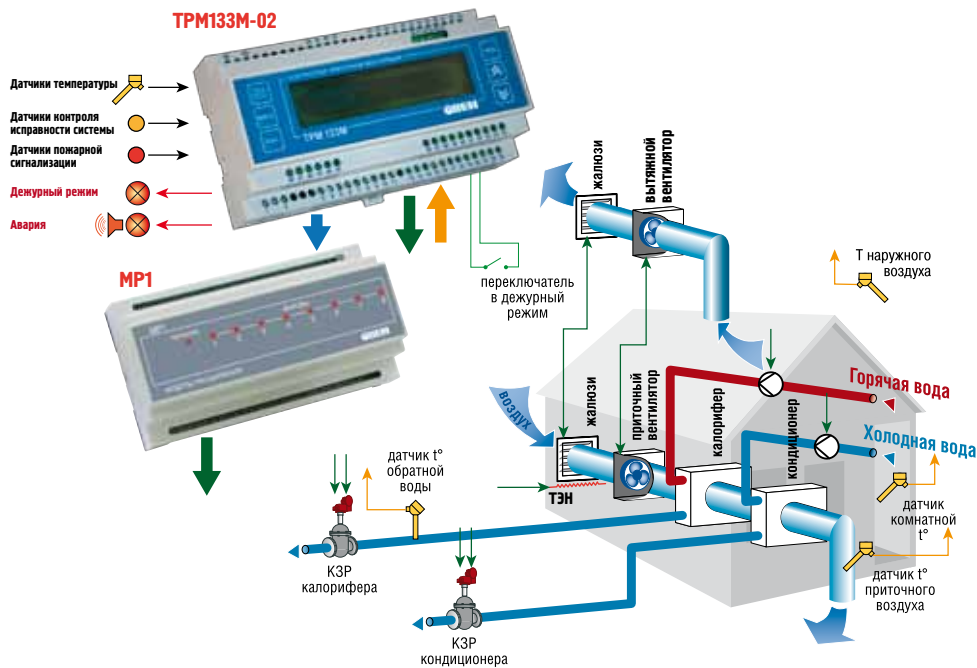 ТРМ133М-02
Датчики температуры
Датчики контроля
исправности системы
Датчики пожарной
сигнализации
Дежурный режим
Авария
ТРМ 133М
ОВЕН
МР1
ОВЕН
переключатель
в дежурный
режим
жалюзи
вытяжной
вентилятор
Т наружного
воздуха
воздух
жалюзи
приточный
вентилятор
калорифер
кондиционер
Горячая вода
Холодная вода
ТЭН
датчик t°
обратной
воды
датчик
комнатной
t°
датчик t°
приточного
воздуха
КЗР
калорифера
КЗР
кондиционера